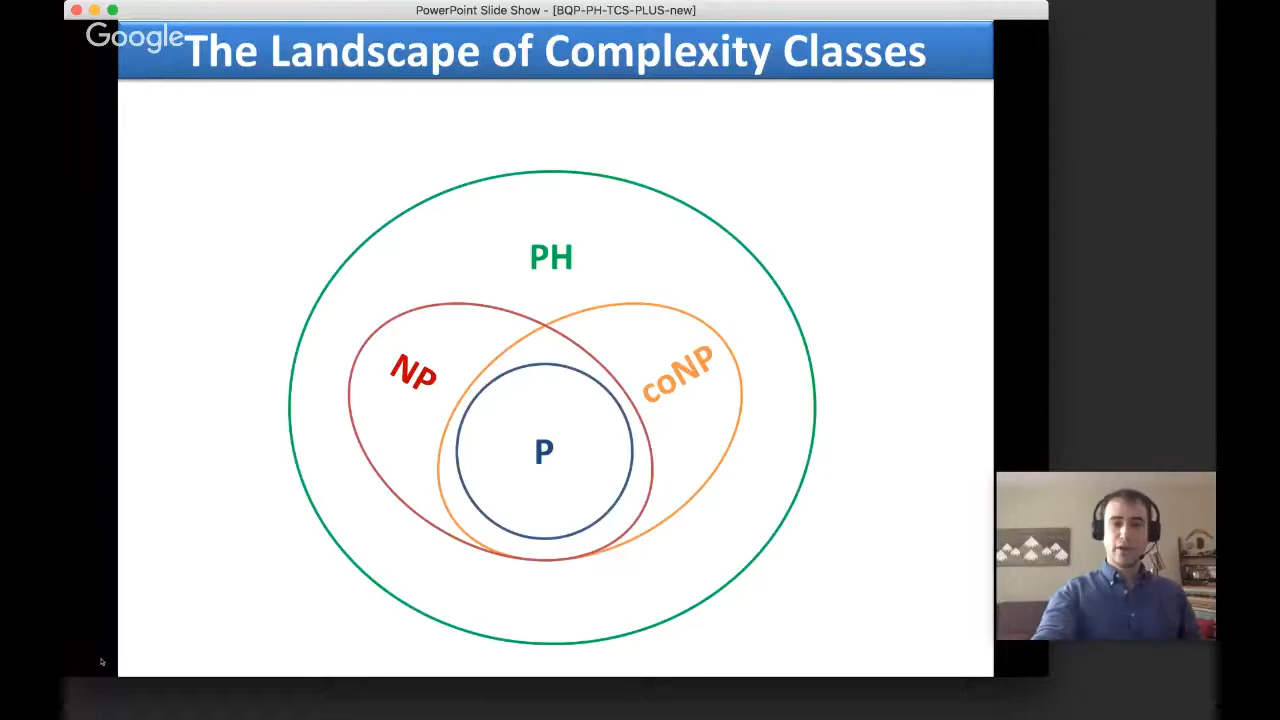 PowerPoint Slide Show - [BQP-PH-TCS-PLUS-new]
Google
The Landscape of Complexity Classes
PH
NP
coNP
P